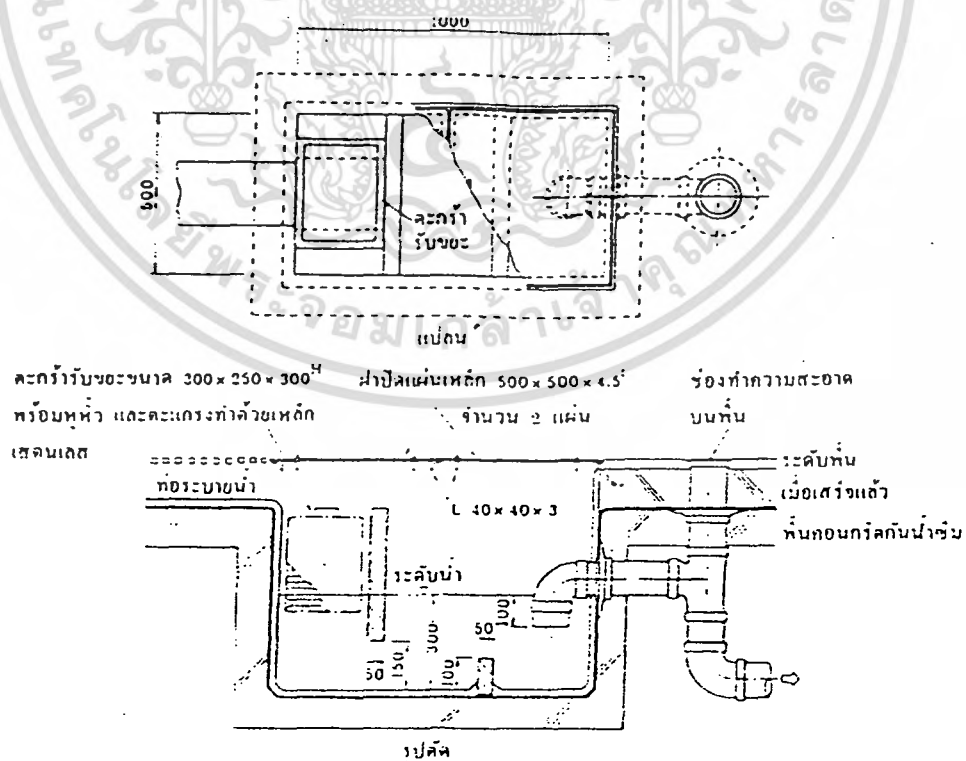 1000
500
ตะกร้า
รับขยะ
แปลน
ตะกร้ารับขยะขนาด 300 x 250 x 300ᴴ
พร้อมหูหิ้ว และตะแกรงทำด้วยเหล็ก
เสตนเลส
ฝาปิดแผ่นเหล็ก 500 x 500 x 4.5ᵗ
จำนวน 2 แผ่น
ช่องทำความสะอาด
บนพื้น
ระดับพื้น
เมื่อเสร็จแล้ว
พื้นคอนกรีตกันน้ำซึม
ท่อระบายน้ำ
L 40 x 40 x 3
ระดับน้ำ
100
50
300
150
50
100
รูปตัด